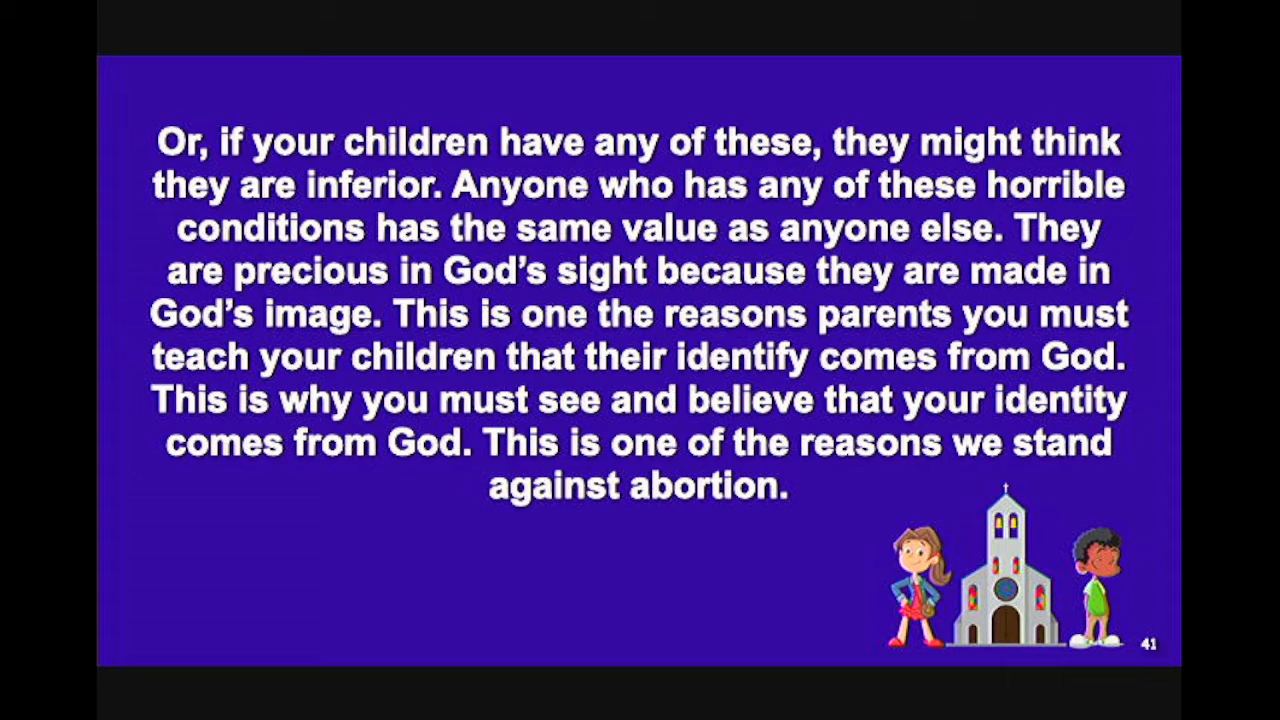 Or, if your children have any of these, they might think
they are inferior. Anyone who has any of these horrible
conditions has the same value as anyone else. They
are precious in God’s sight because they are made in
God’s image. This is one the reasons parents you must
teach your children that their identify comes from God.
This is why you must see and believe that your identity
comes from God. This is one of the reasons we stand
against abortion.
41